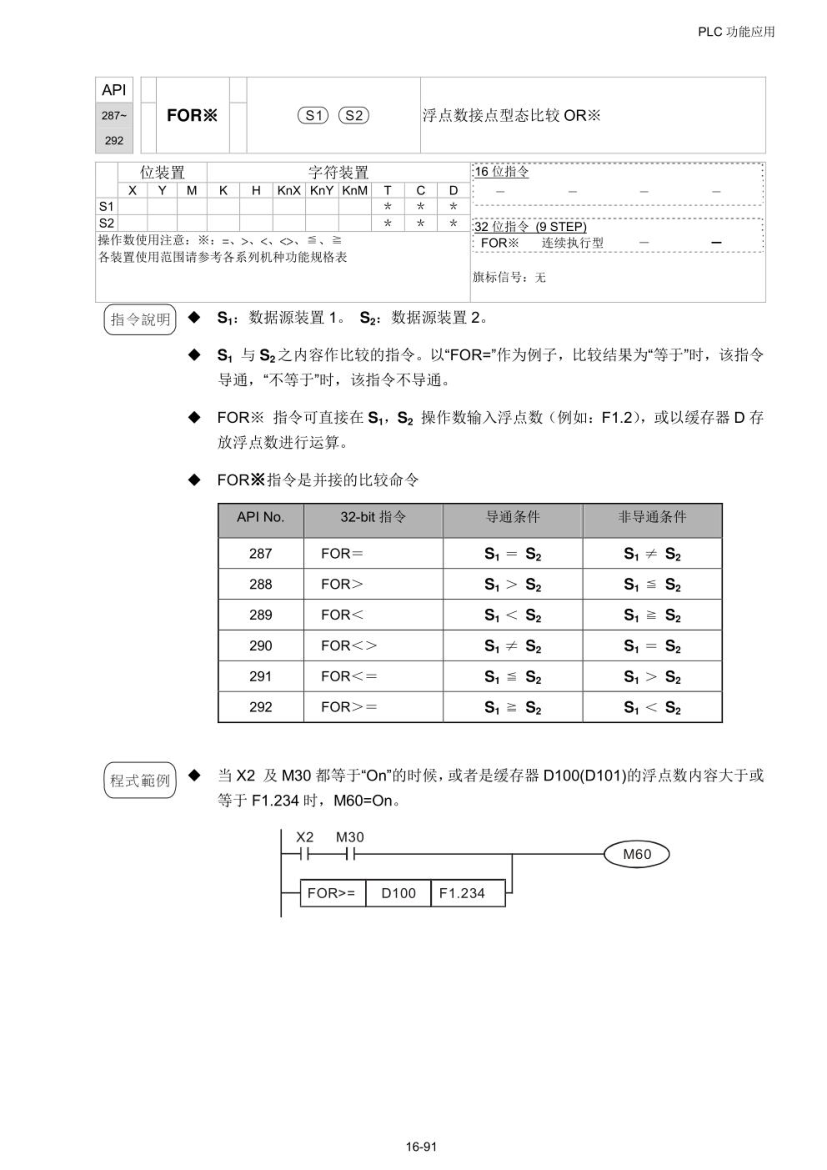 PLC 功能应用
API
287~
292
FOR※
S1 S2
浮点数接点型态比较 OR※
位装置 字符装置
X Y M K H KnX KnY KnM T C D
S1 * * *
S2 * * *
操作数使用注意：※：=、>、<、<>、≦、≧
各装置使用范围请参考各系列机种功能规格表
16 位指令
－ － － －
32 位指令 (9 STEP)
FOR※ 连续执行型 － －
旗标信号：无
指令說明
◆ S1：数据源装置 1。 S2：数据源装置 2。
◆ S1 与 S2之内容作比较的指令。以“FOR=”作为例子，比较结果为“等于”时，该指令
导通，“不等于”时，该指令不导通。
◆ FOR※ 指令可直接在 S1，S2 操作数输入浮点数（例如：F1.2），或以缓存器 D 存
放浮点数进行运算。
◆ FOR※指令是并接的比较命令
API No. 32-bit 指令 导通条件 非导通条件
287 FOR＝ S1 ＝ S2 S1 ≠ S2
288 FOR＞ S1 ＞ S2 S1 ≦ S2
289 FOR＜ S1 ＜ S2 S1 ≧ S2
290 FOR＜＞ S1 ≠ S2 S1 ＝ S2
291 FOR＜＝ S1 ≦ S2 S1 ＞ S2
292 FOR＞＝ S1 ≧ S2 S1 ＜ S2
程式範例
◆ 当 X2 及 M30 都等于“On”的时候，或者是缓存器 D100(D101)的浮点数内容大于或
等于 F1.234 时，M60=On。
X2 M30
M60
FOR>= D100 F1.234
16-91